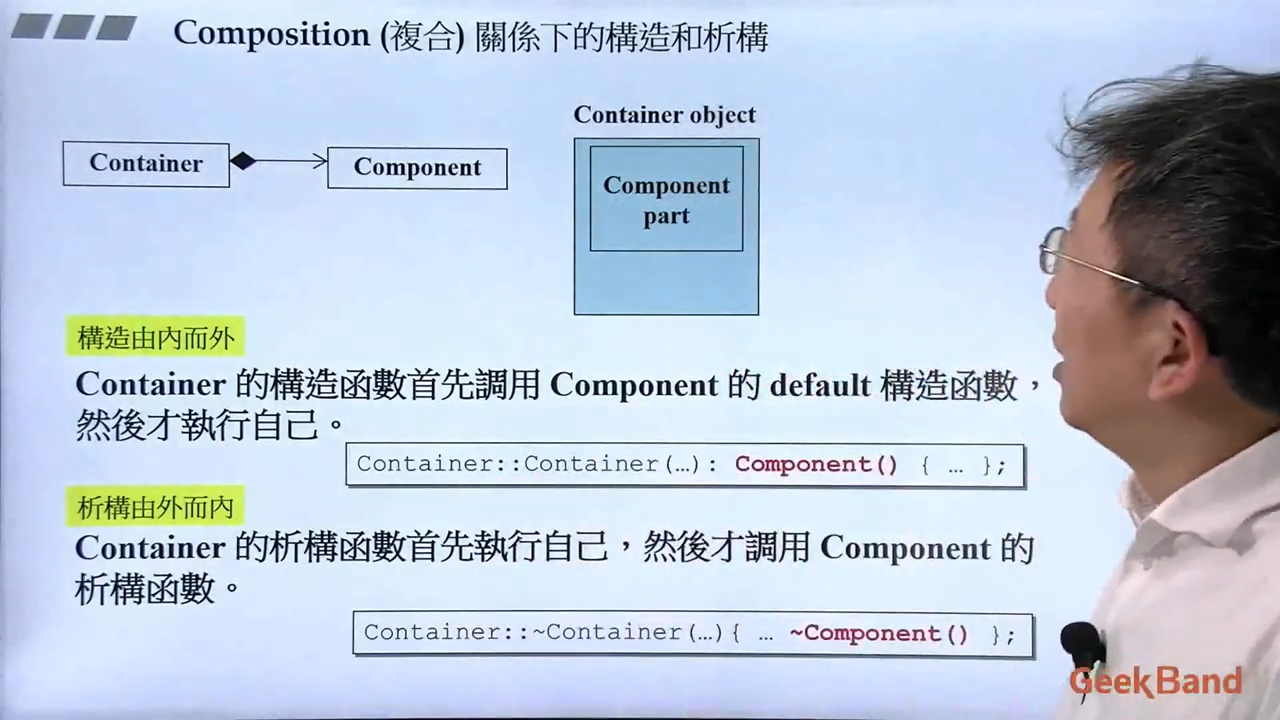 Composition (複合) 關係下的構造和析構
Container
Component
Container object
Component
part
構造由內而外
Container 的構造函數首先調用 Component 的 default 構造函數，
然後才執行自己。
Container::Container(…): Component() { … };
析構由外而內
Container 的析構函數首先執行自己，然後才調用 Component 的
析構函數。
Container::~Container(…){ … ~Component() };
GeekBand